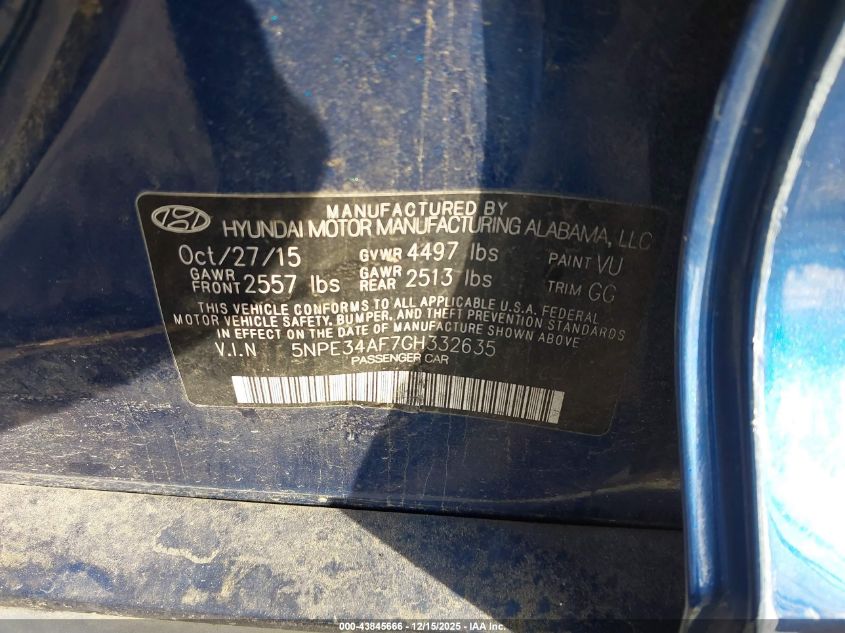 MANUFACTURED BY
HYUNDAI MOTOR MANUFACTURING ALABAMA, LLC
Oct/27/15 GVWR 4497 lbs PAINT VU
GAWR FRONT 2557 lbs GAWR REAR 2513 lbs TRIM GG
THIS VEHICLE CONFORMS TO ALL APPLICABLE U.S.A. FEDERAL
MOTOR VEHICLE SAFETY, BUMPER, AND THEFT PREVENTION STANDARDS
IN EFFECT ON THE DATE OF MANUFACTURE SHOWN ABOVE
V.I.N 5NPE34AF7GH332635
PASSENGER CAR
000-43845666 - 12/15/2025 - IAA Inc.